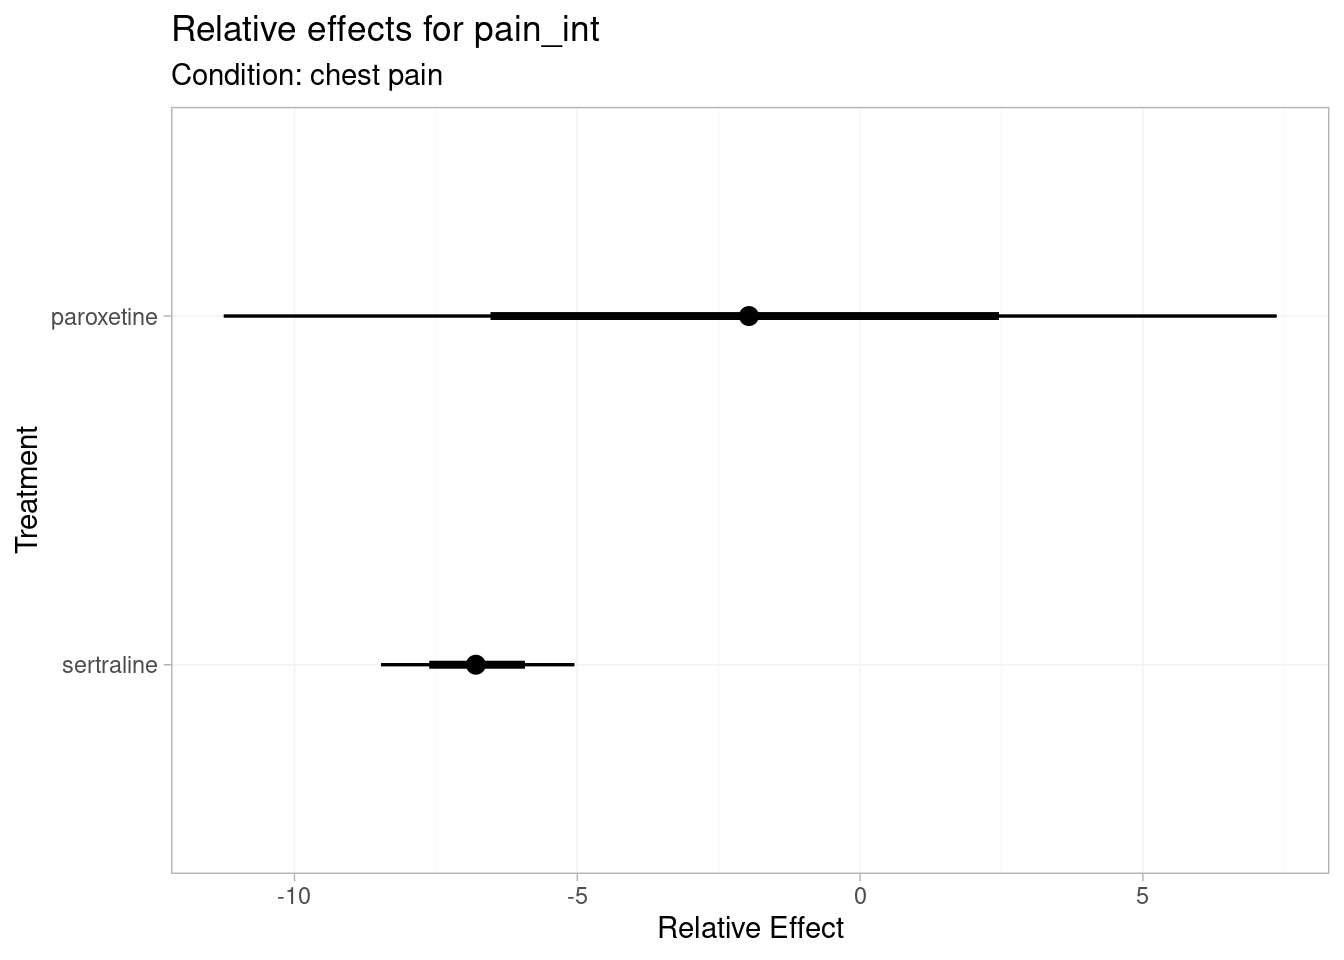 Relative effects for pain_int
Condition: chest pain
paroxetine
sertraline
Treatment
-10
-5
0
5
Relative Effect